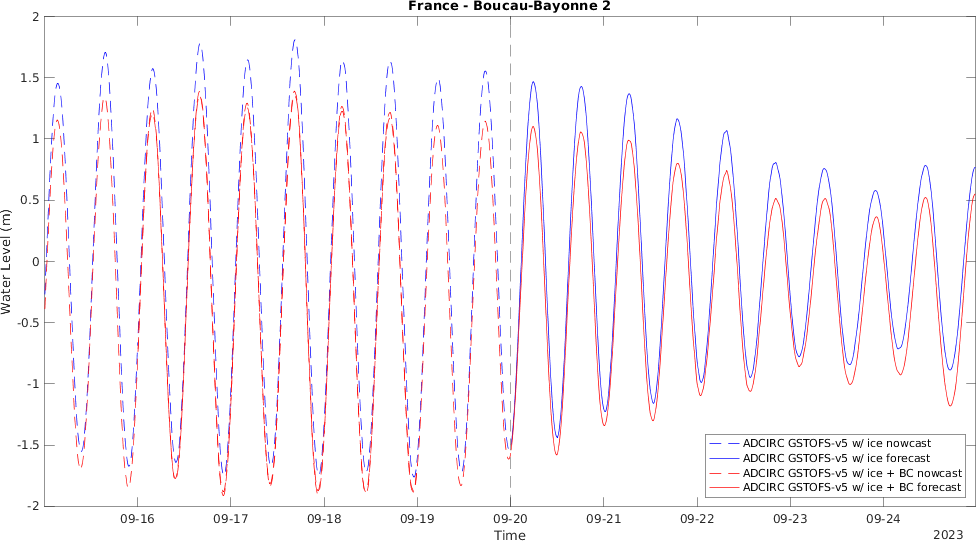 France - Boucau-Bayonne 2
2
1.5
1
0.5
0
-0.5
-1
-1.5
-2
Water Level (m)
ADCIRC GSTOFS-v5 w/ ice nowcast
ADCIRC GSTOFS-v5 w/ ice forecast
ADCIRC GSTOFS-v5 w/ ice + BC nowcast
ADCIRC GSTOFS-v5 w/ ice + BC forecast
09-16 09-17 09-18 09-19 09-20 09-21 09-22 09-23 09-24
Time
2023